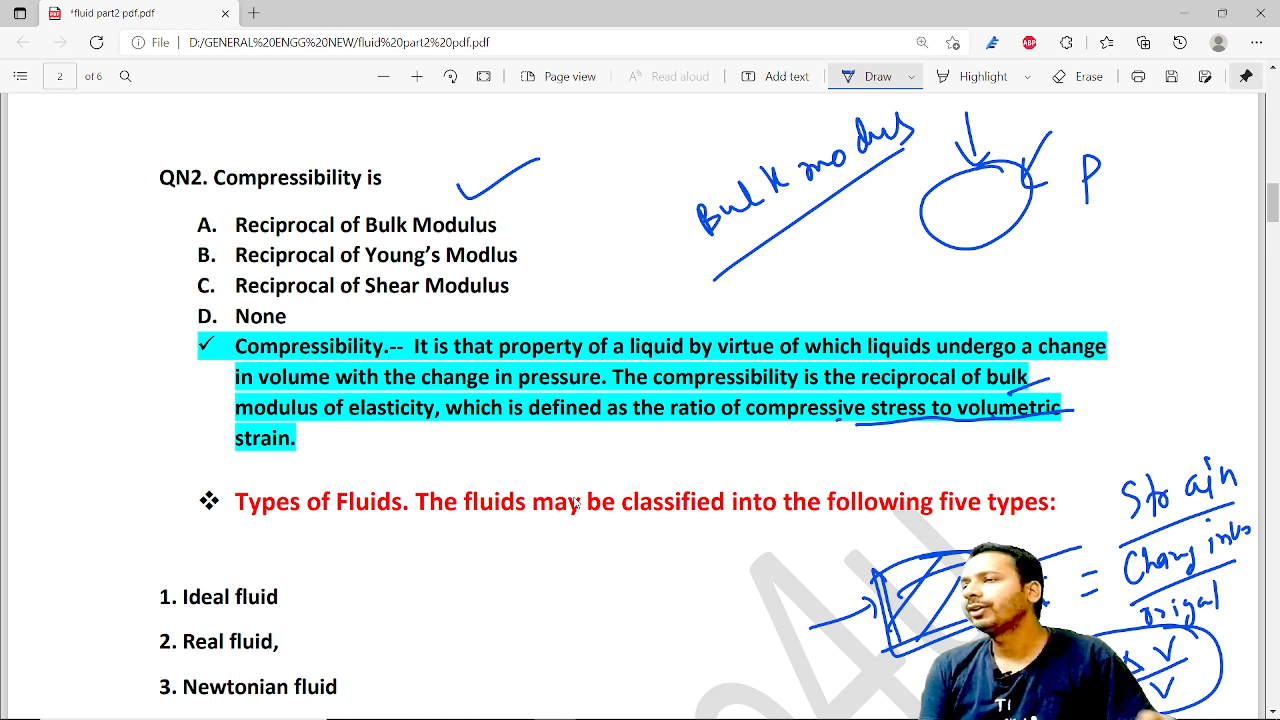 *fluid part2 pdf.pdf
File | D:/GENERAL%20ENGG%20NEW/fluid%20part2%20pdf.pdf
ABP
2 of 6
Page view
Read aloud
Add text
Draw
Highlight
Erase
Bulk modus
P
QN2. Compressibility is
A. Reciprocal of Bulk Modulus
B. Reciprocal of Young's Modlus
C. Reciprocal of Shear Modulus
D. None
✓ Compressibility.-- It is that property of a liquid by virtue of which liquids undergo a change
in volume with the change in pressure. The compressibility is the reciprocal of bulk
modulus of elasticity, which is defined as the ratio of compressive stress to volumetric
strain.
Strain
❖ Types of Fluids. The fluids may be classified into the following five types:
=
1. Ideal fluid
2. Real fluid,
V
V
3. Newtonian fluid